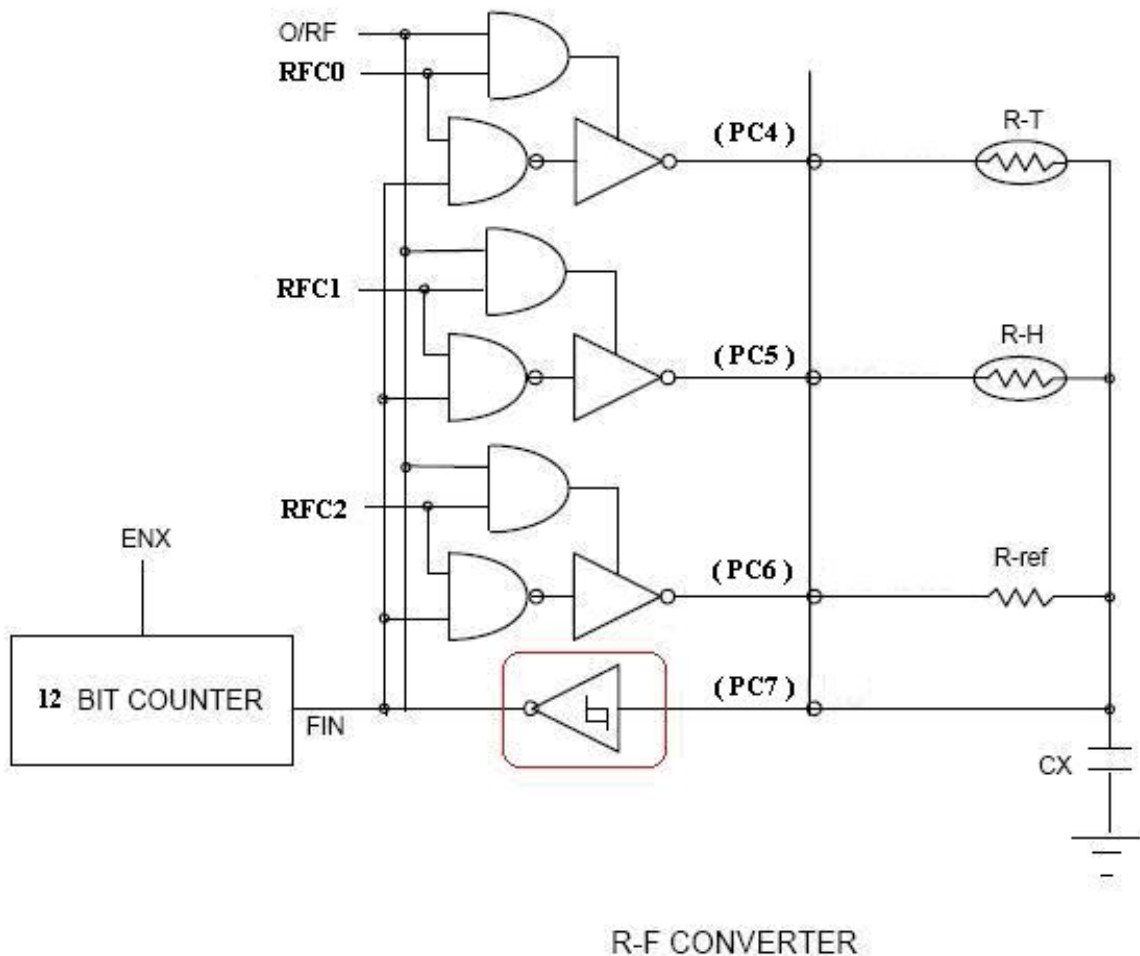 O/RF
RFC0
(PC4)
R-T
RFC1
(PC5)
R-H
RFC2
(PC6)
R-ref
ENX
12 BIT COUNTER
FIN
(PC7)
CX
R-F CONVERTER